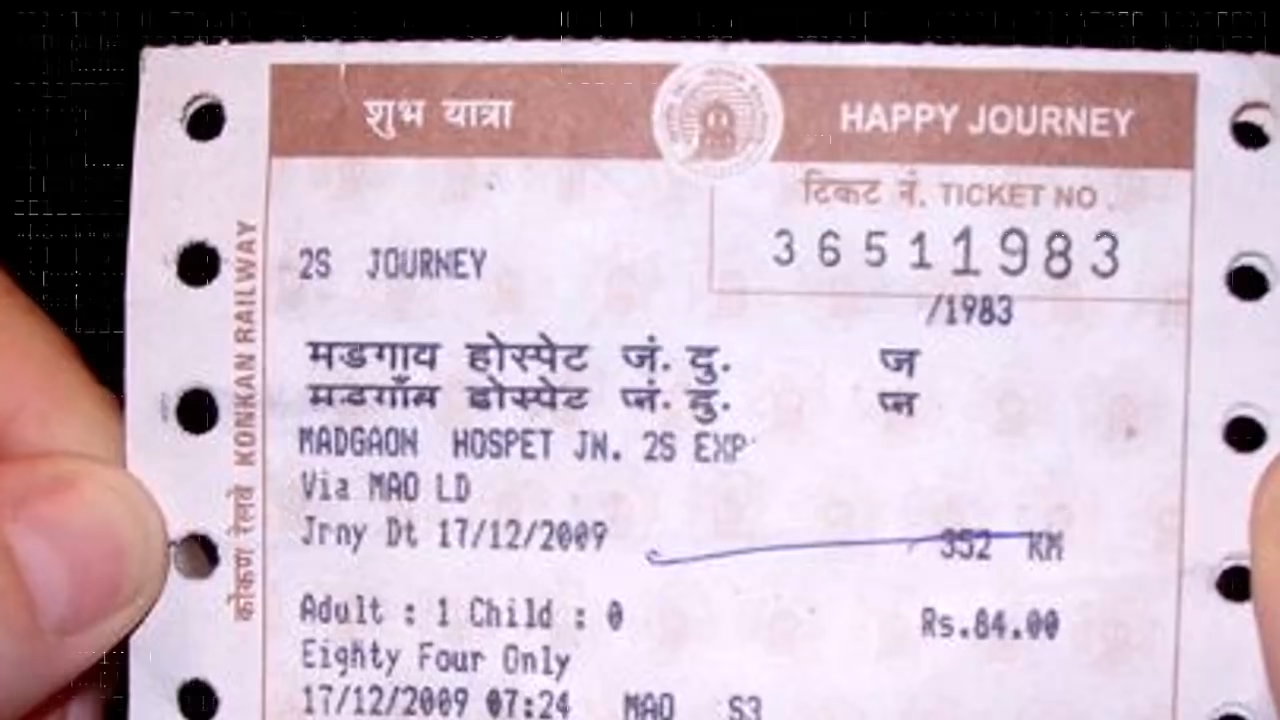 शुभ यात्रा HAPPY JOURNEY
टिकट नं. TICKET NO.
36511983
2S JOURNEY
/1983
मडगाव होस्पेट जं. दु. ज
मडगाँव होस्पेट जं. दु.
MADGAON HOSPET JN. 2S EXP
Via MAO LD
Jrny Dt 17/12/2009 352 KM
Adult : 1 Child : 0 Rs.84.00
Eighty Four Only
17/12/2009 07:24 MAO S3
कोंकण रेलवे KONKAN RAILWAY